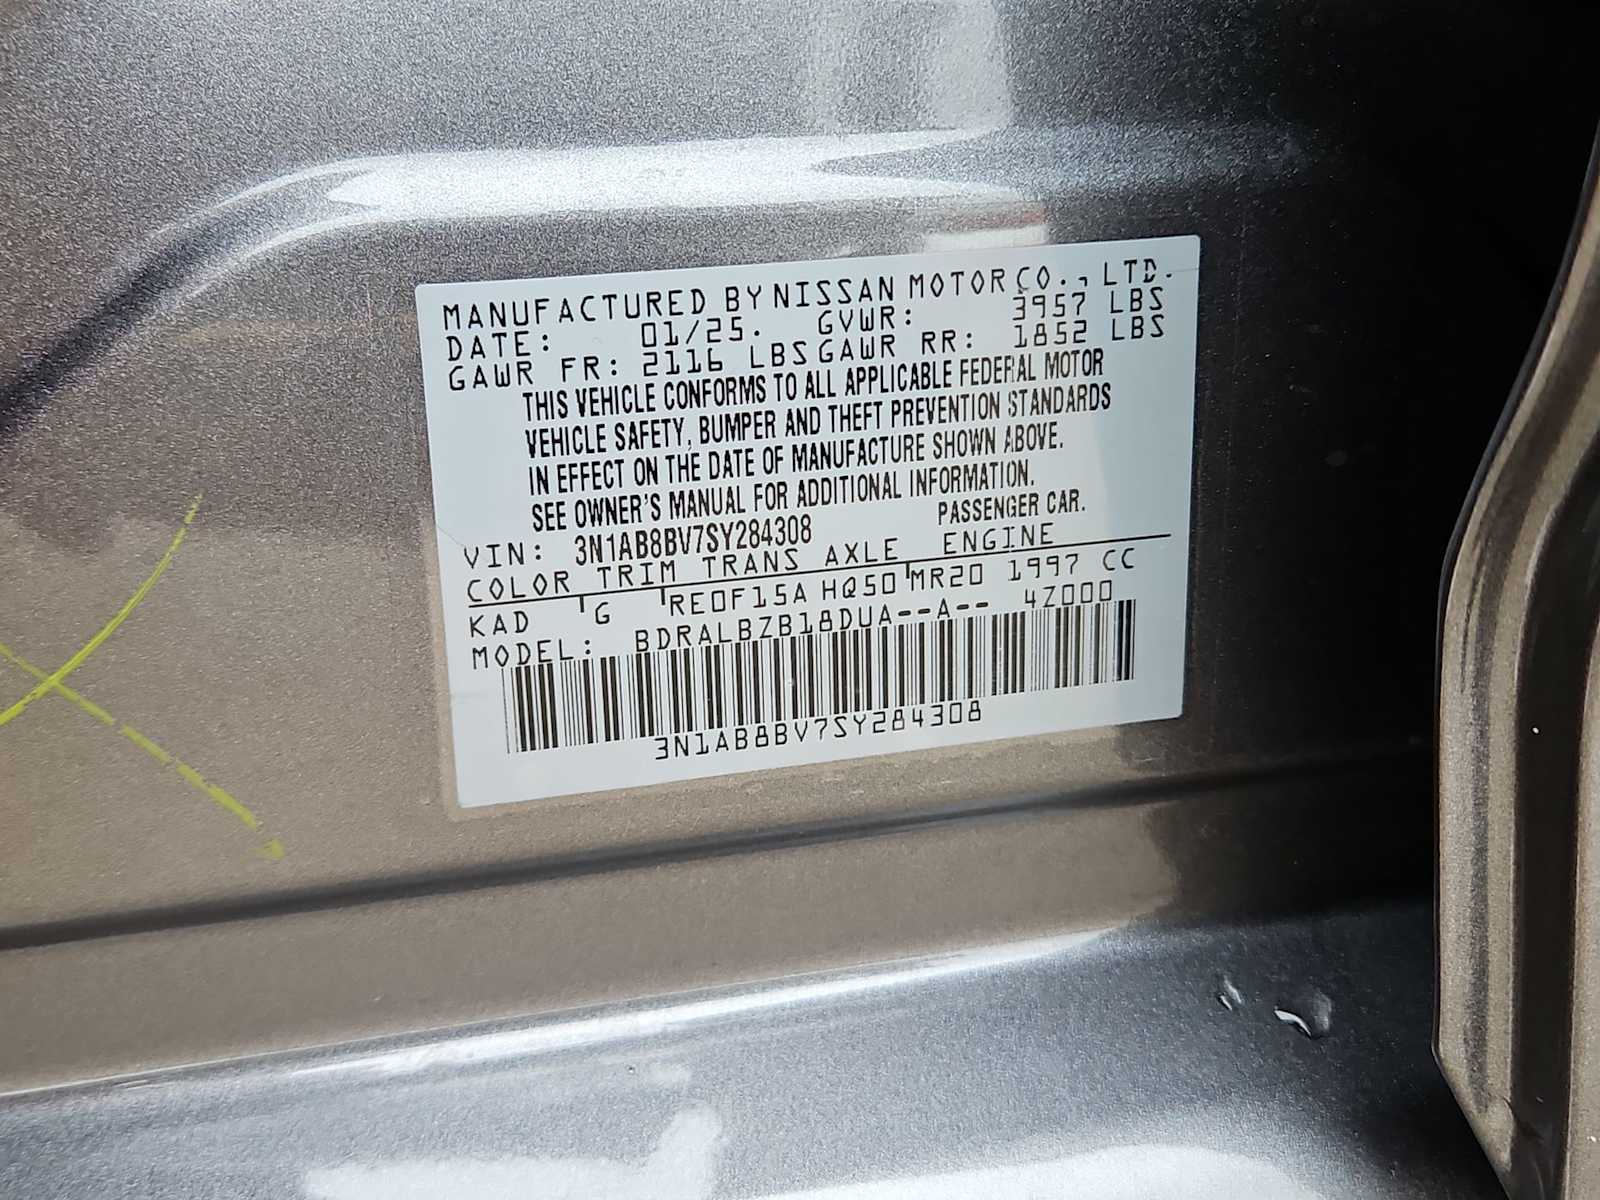 MANUFACTURED BY NISSAN MOTOR CO., LTD.
DATE: 01/25. GVWR: 3957 LBS
GAWR FR: 2116 LBS GAWR RR: 1852 LBS
THIS VEHICLE CONFORMS TO ALL APPLICABLE FEDERAL MOTOR
VEHICLE SAFETY, BUMPER AND THEFT PREVENTION STANDARDS
IN EFFECT ON THE DATE OF MANUFACTURE SHOWN ABOVE.
SEE OWNER'S MANUAL FOR ADDITIONAL INFORMATION.
VIN: 3N1AB8BV7SY284308 PASSENGER CAR.
COLOR TRIM TRANS AXLE ENGINE
KAD G RE0F15A HQ50 MR20 1997 CC
MODEL: BDRALBZB18DUA--A-- 4Z000
3N1AB8BV7SY284308